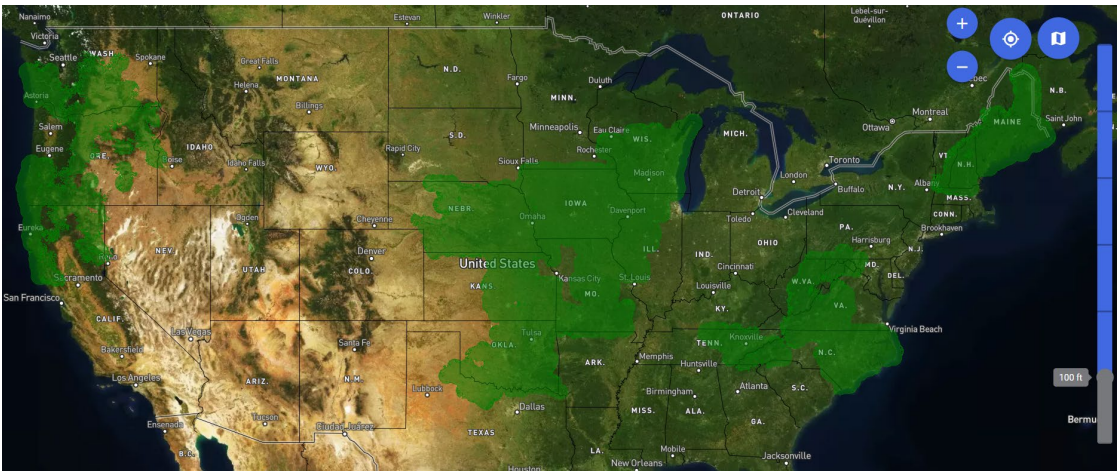 Nanaimo
Estevan
Winkler
ONTARIO
Lebel-sur-
Quévillon
Victoria
Seattle
WASH
Spokane
Great Falls
Helena
MONTANA
N.D.
Fargo
Duluth
MINN.
N.B.
Astoria
Billings
Montreal
Ottawa
MAINE
Saint John
Salem
Eugene
ORE.
Boise
IDAHO
Idaho Falls
WYO.
S.D.
Rapid City
Sioux Falls
Minneapolis
Eau Claire
Rochester
WIS.
Madison
MICH.
Toronto
London
Buffalo
N.Y.
Albany
VT.
N.H.
MASS.
CONN.
Detroit
Toledo
Cleveland
PA.
Brookhaven
Harrisburg
N.J.
Eureka
Ogden
NEV.
Reno
Sacramento
San Francisco
CALIF.
UTAH
Cheyenne
Denver
COLO.
NEBR.
Omaha
IOWA
Davenport
ILL.
IND.
OHIO
Cincinnati
MD.
DEL.
W.VA.
VA.
United States
KANS
Kansas City
MO.
St. Louis
Louisville
KY.
Virginia Beach
Las Vegas
Bakersfield
Los Angeles
Ensenada
B.C.
ARIZ.
Tucson
Santa Fe
N.M.
Ciudad Juárez
Lubbock
OKLA.
Tulsa
ARK.
Memphis
TENN.
Knoxville
N.C.
Huntsville
Birmingham
Atlanta
S.C.
100 ft
Dallas
TEXAS
MISS.
ALA.
GA.
LA.
Mobile
Jacksonville
Houston
New Orleans
Bermu